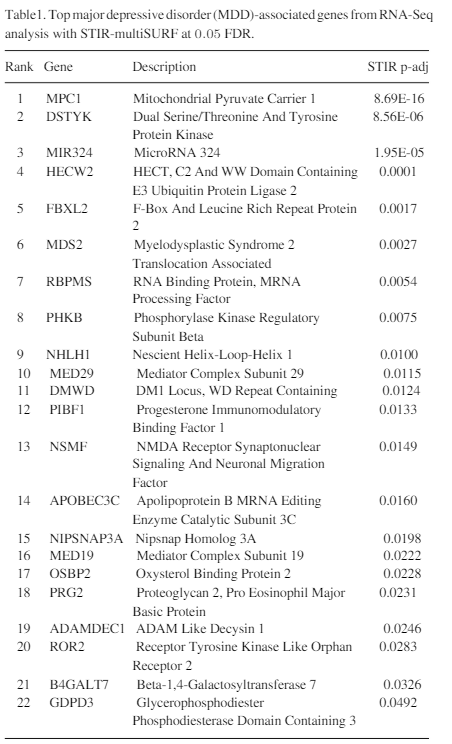 Table1. Top major depressive disorder (MDD)-associated genes from RNA-Seq
analysis with STIR-multiSURF at 0.05 FDR.
Rank Gene Description STIR p-adj
1 MPC1 Mitochondrial Pyruvate Carrier 1 8.69E-16
2 DSTYK Dual Serine/Threonine And Tyrosine 8.56E-06
Protein Kinase
3 MIR324 MicroRNA 324 1.95E-05
4 HECW2 HECT, C2 And WW Domain Containing 0.0001
E3 Ubiquitin Protein Ligase 2
5 FBXL2 F-Box And Leucine Rich Repeat Protein 0.0017
2
6 MDS2 Myelodysplastic Syndrome 2 0.0027
Translocation Associated
7 RBPMS RNA Binding Protein, MRNA 0.0054
Processing Factor
8 PHKB Phosphorylase Kinase Regulatory 0.0075
Subunit Beta
9 NHLH1 Nescient Helix-Loop-Helix 1 0.0100
10 MED29 Mediator Complex Subunit 29 0.0115
11 DMWD DM1 Locus, WD Repeat Containing 0.0124
12 PIBF1 Progesterone Immunomodulatory 0.0133
Binding Factor 1
13 NSMF NMDA Receptor Synaptonuclear 0.0149
Signaling And Neuronal Migration
Factor
14 APOBEC3C Apolipoprotein B MRNA Editing 0.0160
Enzyme Catalytic Subunit 3C
15 NIPSNAP3A Nipsnap Homolog 3A 0.0198
16 MED19 Mediator Complex Subunit 19 0.0222
17 OSBP2 Oxysterol Binding Protein 2 0.0228
18 PRG2 Proteoglycan 2, Pro Eosinophil Major 0.0231
Basic Protein
19 ADAMDEC1 ADAM Like Decysin 1 0.0246
20 ROR2 Receptor Tyrosine Kinase Like Orphan 0.0283
Receptor 2
21 B4GALT7 Beta-1,4-Galactosyltransferase 7 0.0326
22 GDPD3 Glycerophosphodiester 0.0492
Phosphodiesterase Domain Containing 3